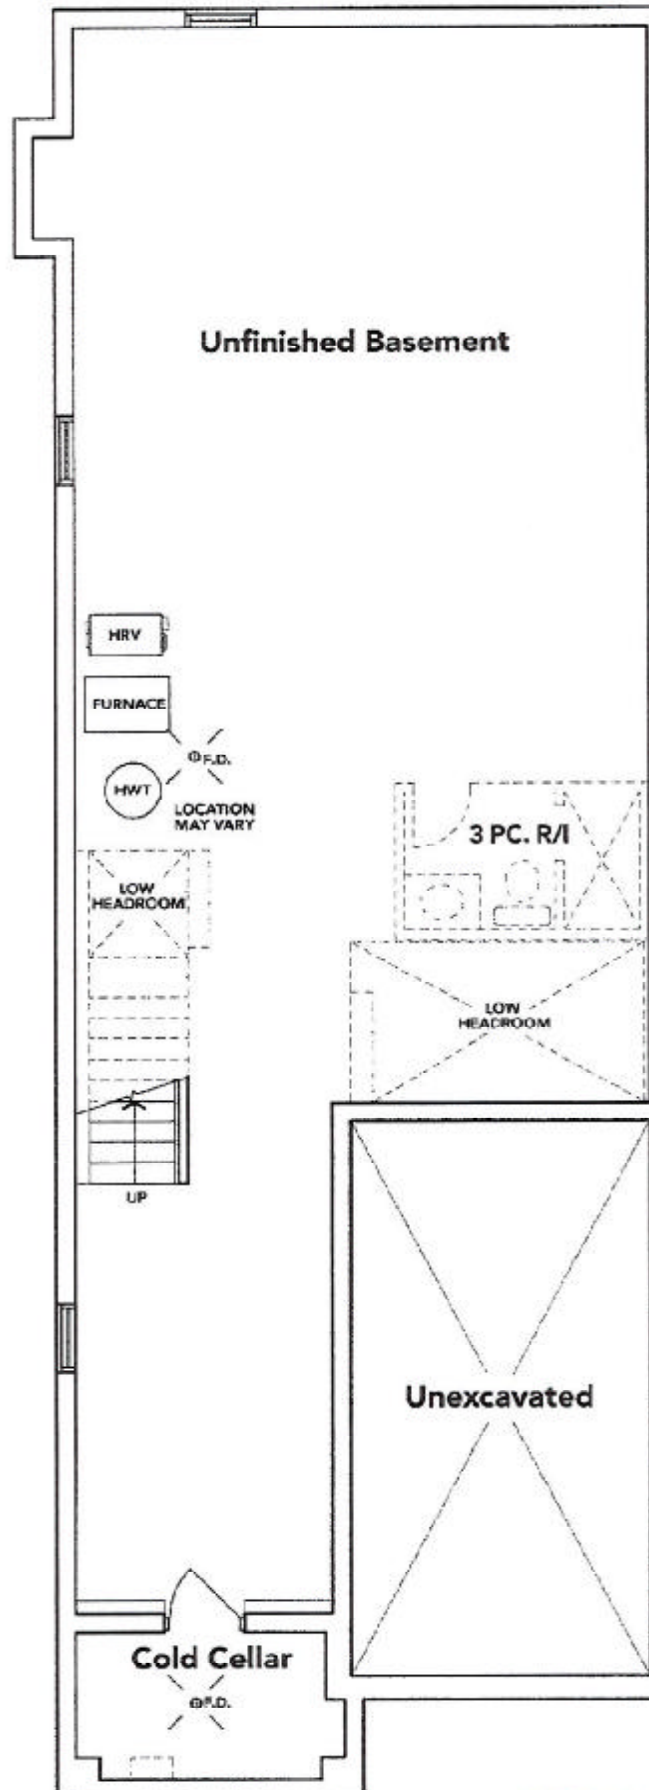 Unfinished Basement
HRV
FURNACE
F.D.
HWT
LOCATION
MAY VARY
3 PC. R/I
LOW
HEADROOM
LOW
HEADROOM
UP
Unexcavated
Cold Cellar
F.D.